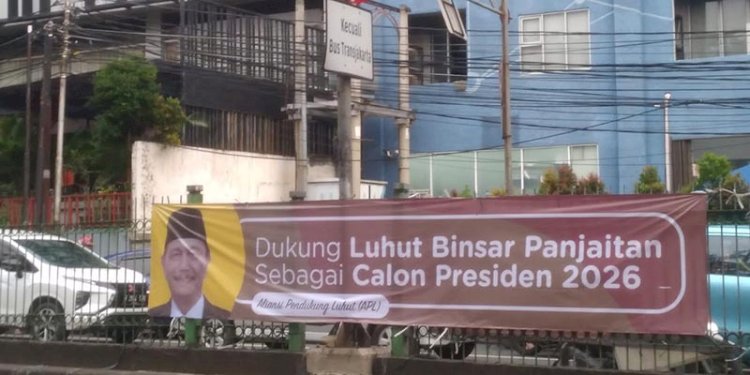 Kecuali
Bus Transjakarta
Dukung Luhut Binsar Panjaitan
Sebagai Calon Presiden 2026
Aliansi Pendukung Luhut (APL)